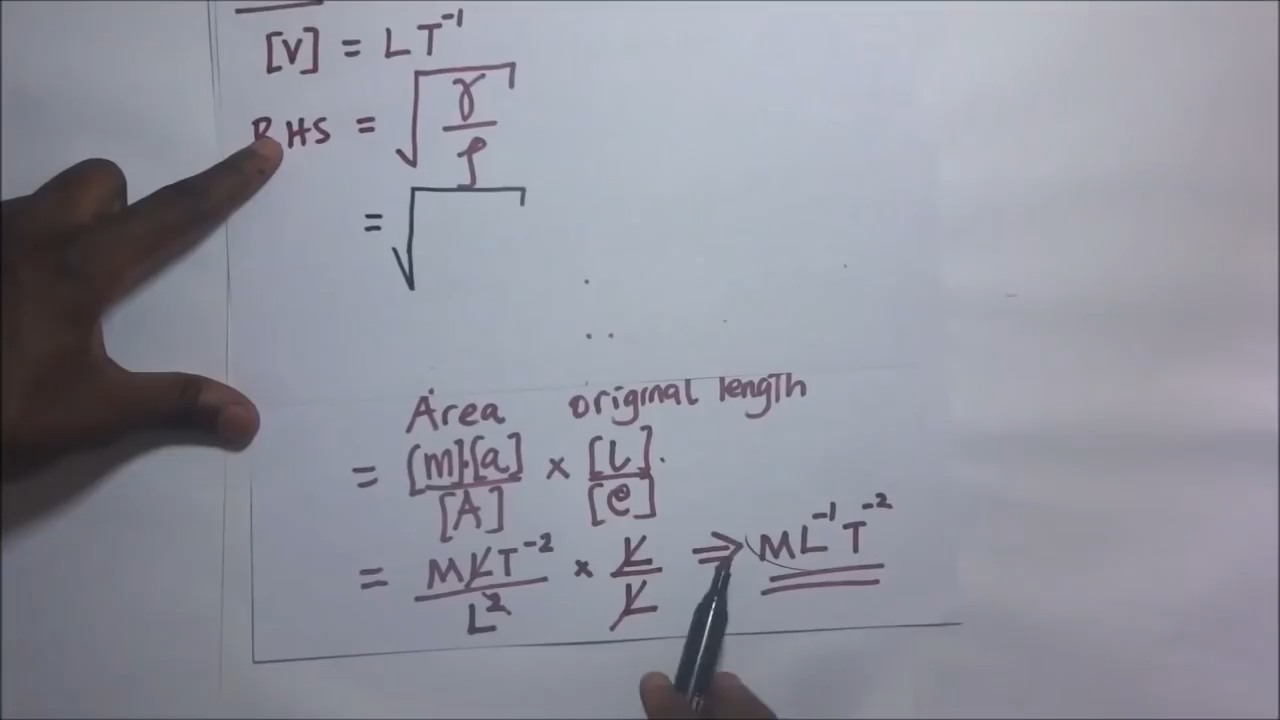 [V] = LT⁻¹
RHS = √(γ/ρ)
= √
Area original length
= [m]·[a]/[A] × [l]/[e].
= MLT⁻²/L² × L/L ⇒ ML⁻¹T⁻²